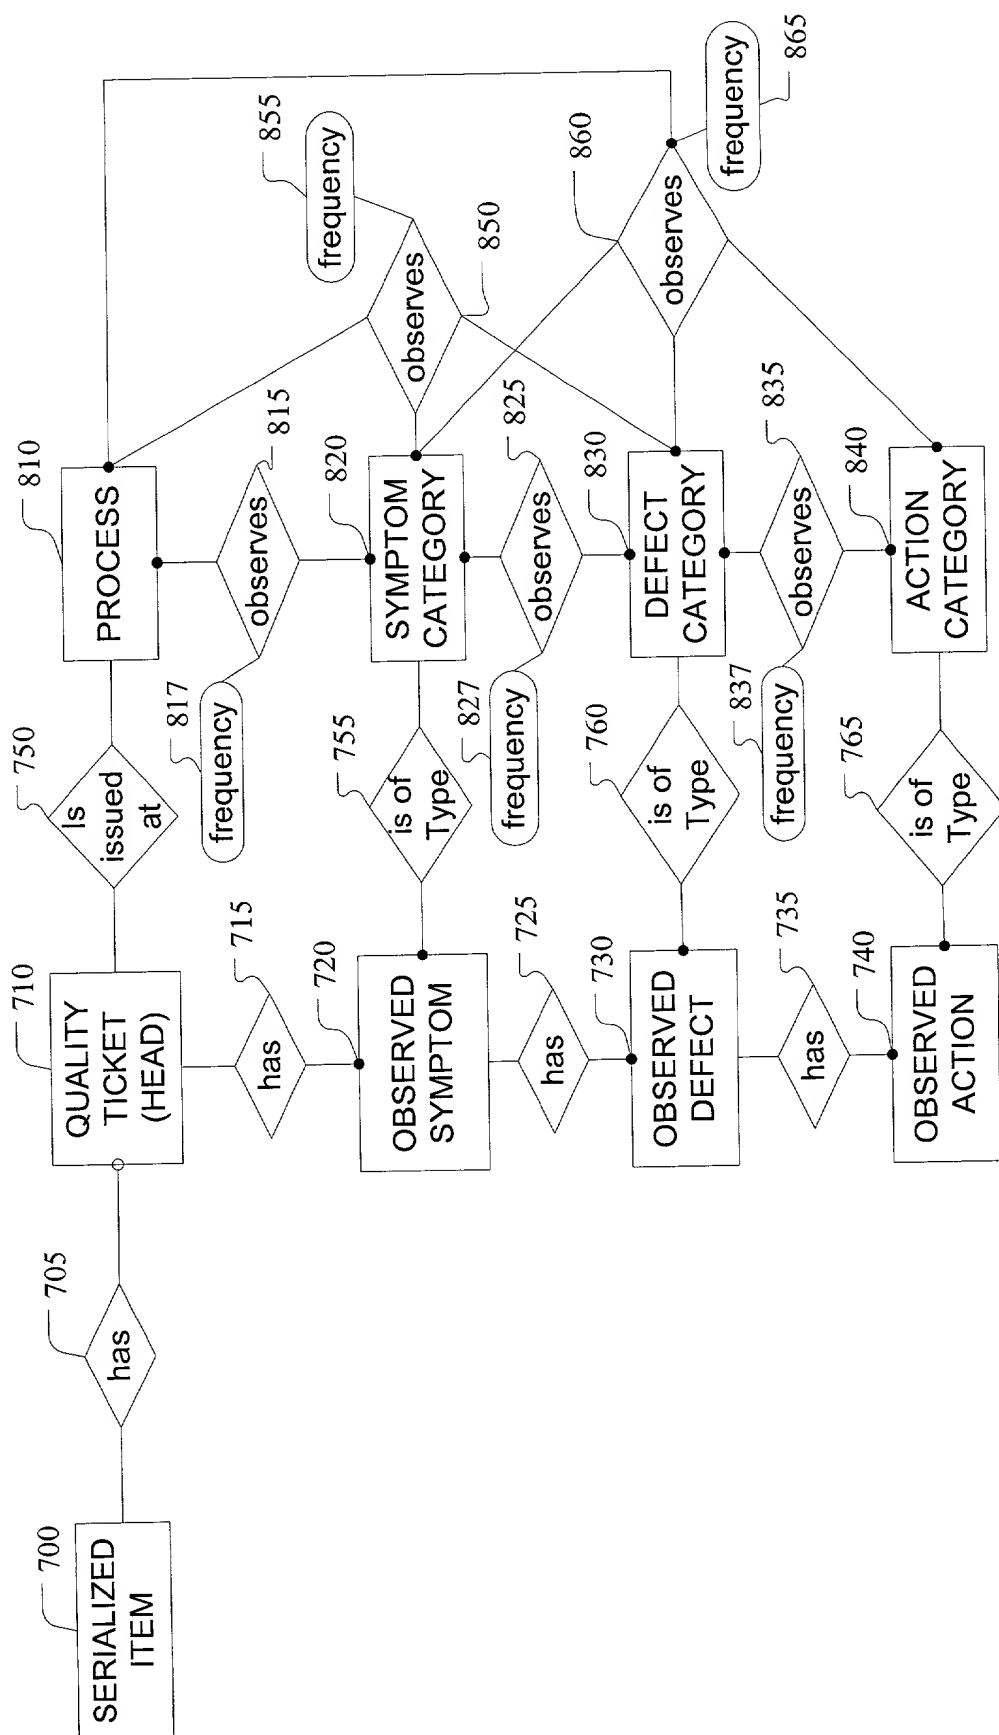 700
SERIALIZED
ITEM
705
has
710
QUALITY
TICKET
(HEAD)
750
Is
issued
at
810
PROCESS
715
has
817
frequency
815
observes
855
frequency
720
OBSERVED
SYMPTOM
755
is of
Type
820
SYMPTOM
CATEGORY
850
observes
725
has
827
frequency
825
observes
860
observes
865
frequency
730
OBSERVED
DEFECT
760
is of
Type
830
DEFECT
CATEGORY
735
has
837
frequency
835
observes
740
OBSERVED
ACTION
765
is of
Type
840
ACTION
CATEGORY